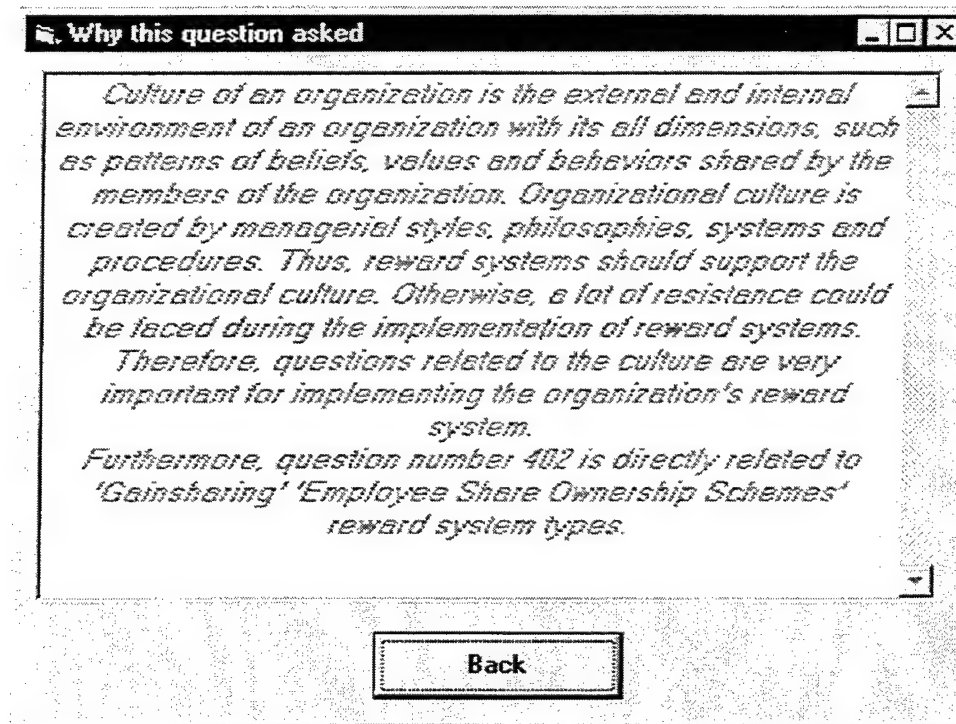 Why this question asked
Culture of an organization is the external and internal
environment of an organization with its all dimensions, such
as patterns of beliefs, values and behaviors shared by the
members of the organization. Organizational culture is
created by managerial styles, philosophies, systems and
procedures. Thus, reward systems should support the
organizational culture. Otherwise, a lot of resistance could
be faced during the implementation of reward systems.
Therefore, questions related to the culture are very
important for implementing the organization's reward
system.
Furthermore, question number 402 is directly related to
'Gainsharing' 'Employee Share Ownership Schemes'
reward system types.
Back